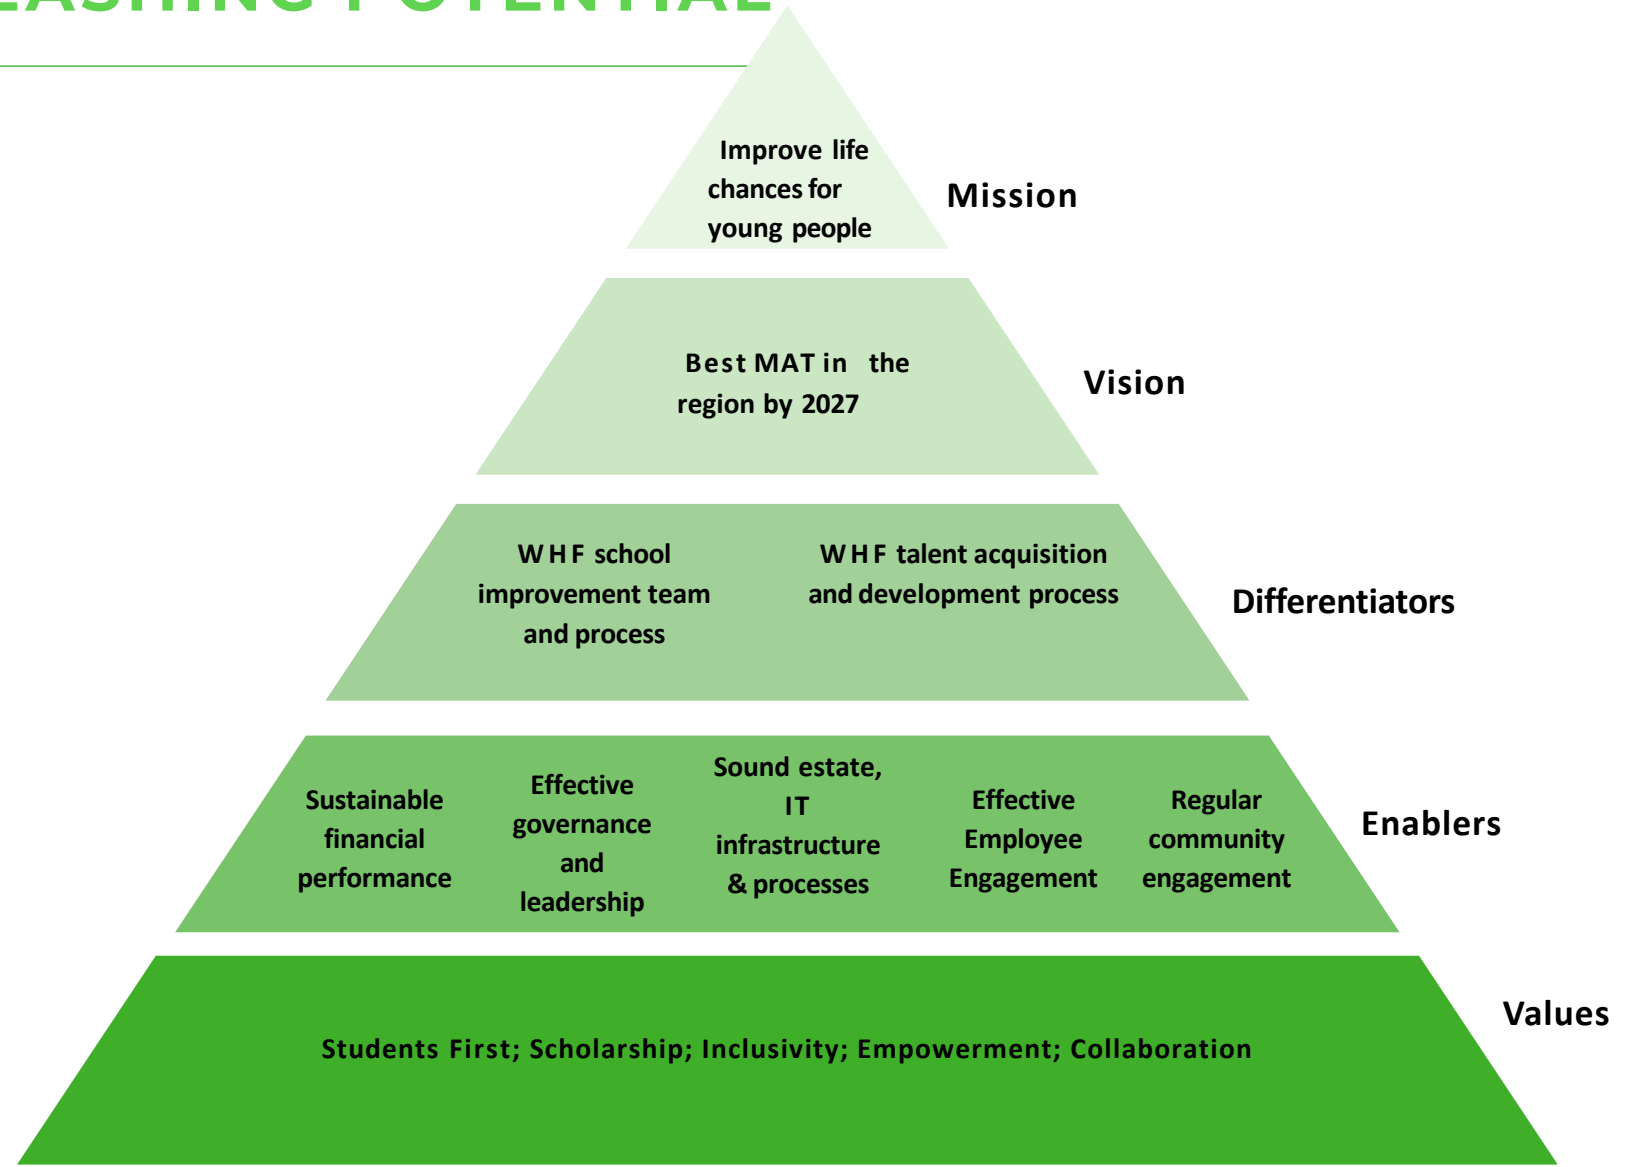 EASHING POTENTIAL
Improve life
chances for
young people
Mission
Best MAT in the
region by 2027
Vision
WHF school
improvement team
and process
WHF talent acquisition
and development process
Differentiators
Sustainable
financial
performance
Effective
governance
and
leadership
Sound estate,
IT
infrastructure
& processes
Effective
Employee
Engagement
Regular
community
engagement
Enablers
Values
Students First; Scholarship; Inclusivity; Empowerment; Collaboration